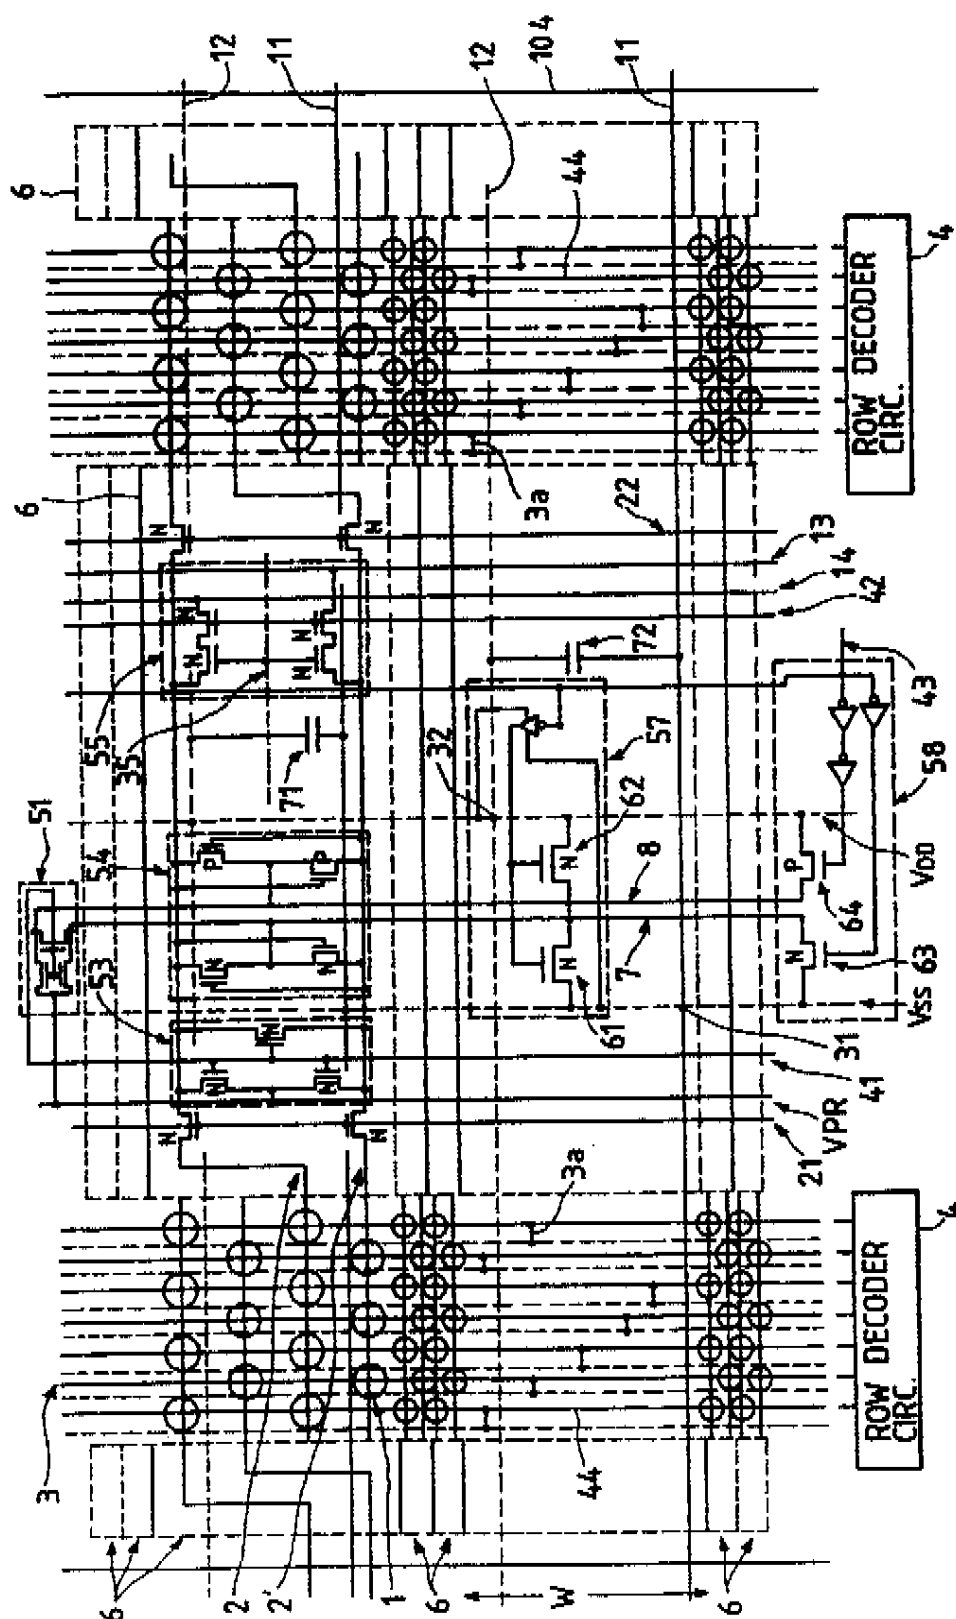 6
3
2
2'
1
6
W
6
44
3a
ROW DECODER
CIRC.
4
21
VPR
41
31
VSS
63
64
VDD
58
43
7
8
61
62
57
32
72
71
53
54
51
55
35
N
N
N
N
N
N
N
P
P
N
N
N
N
N
N
N
N
N
P
42
14
13
22
6
3a
44
6
12
11
12
104
11
ROW DECODER
CIRC.
4